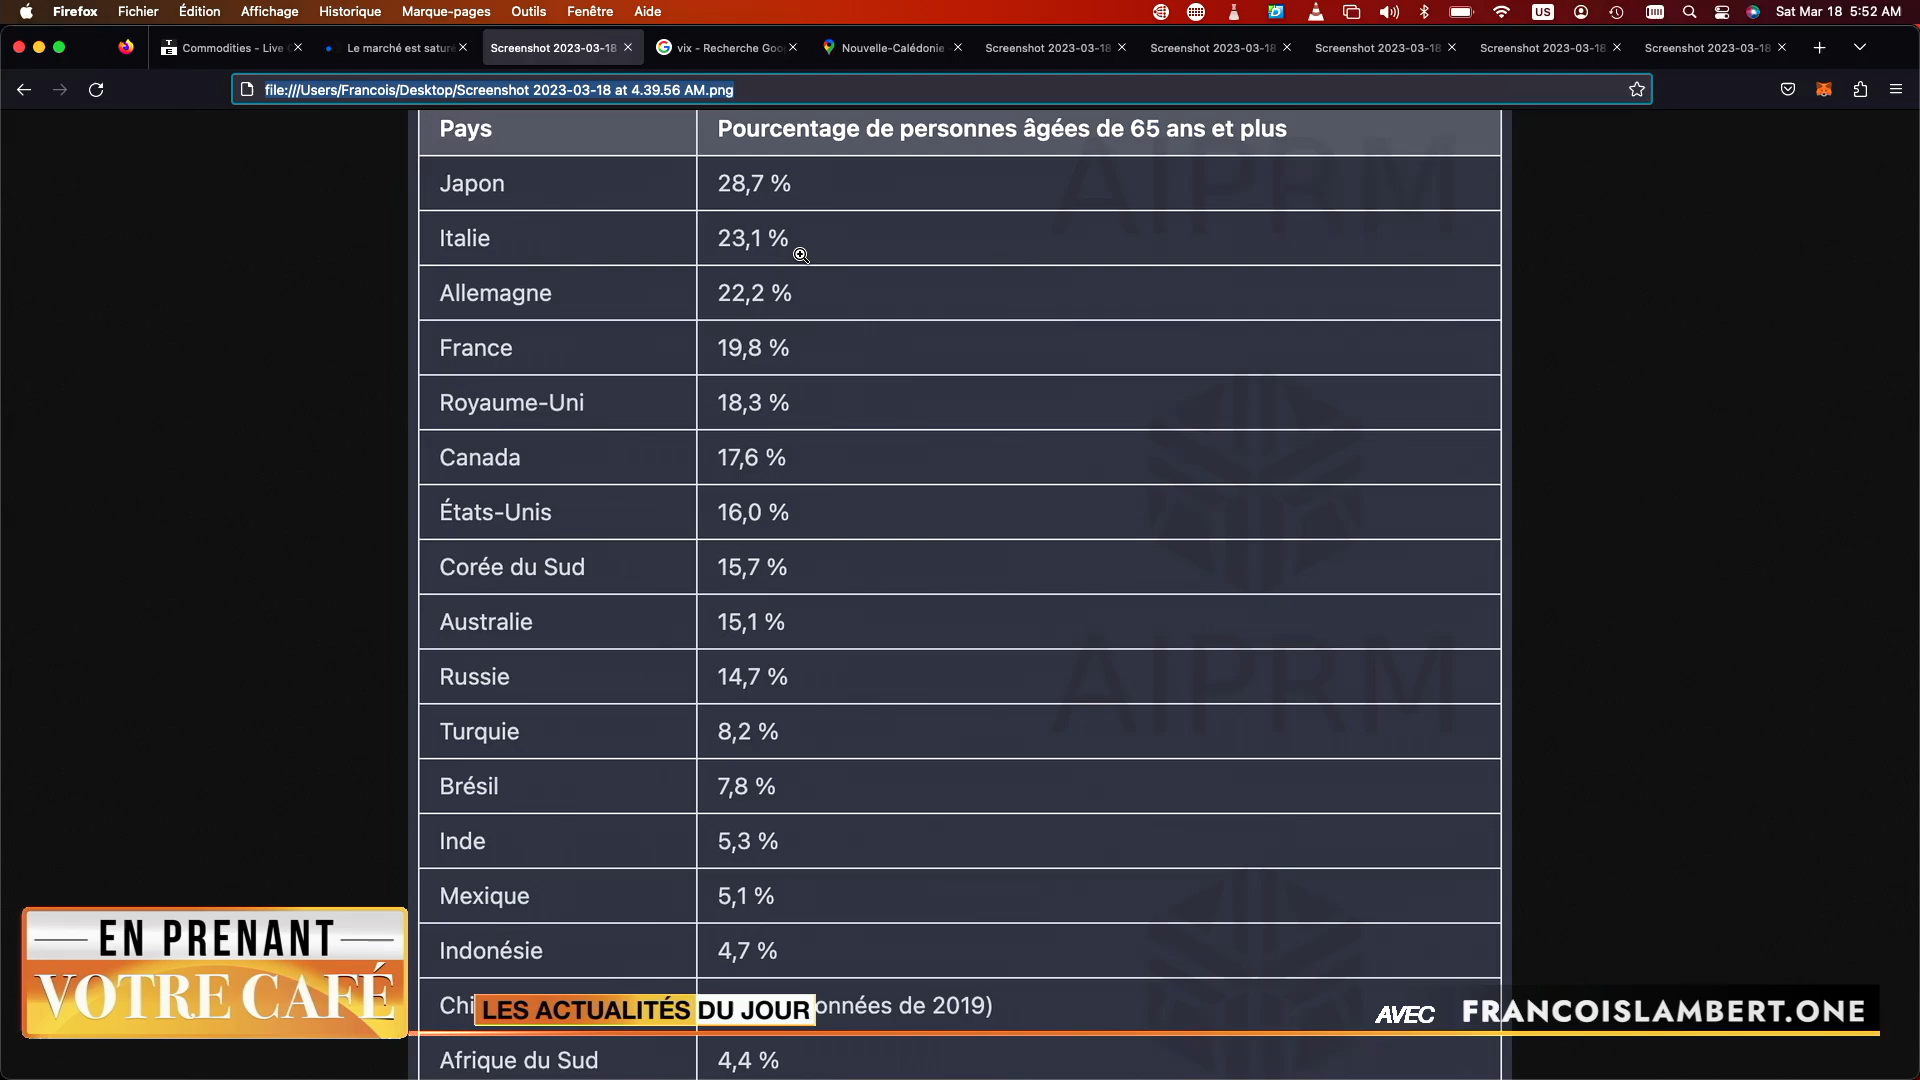 Firefox Fichier Édition Affichage Historique Marque-pages Outils Fenêtre Aide US Sat Mar 18 5:52 AM
Commodities - Live Le marché est satur Screenshot 2023-03-18 vix - Recherche Goo Nouvelle-Calédonie Screenshot 2023-03-18 Screenshot 2023-03-18 Screenshot 2023-03-18 Screenshot 2023-03-18 Screenshot 2023-03-18
file:///Users/Francois/Desktop/Screenshot 2023-03-18 at 4.39.56 AM.png
Pays Pourcentage de personnes âgées de 65 ans et plus
Japon 28,7 %
Italie 23,1 %
Allemagne 22,2 %
France 19,8 %
Royaume-Uni 18,3 %
Canada 17,6 %
États-Unis 16,0 %
Corée du Sud 15,7 %
Australie 15,1 %
Russie 14,7 %
Turquie 8,2 %
Brésil 7,8 %
Inde 5,3 %
Mexique 5,1 %
Indonésie 4,7 %
Chi onnées de 2019)
Afrique du Sud 4,4 %
AIPRM
AIPRM
EN PRENANT
VOTRE CAFÉ
LES ACTUALITÉS DU JOUR
AVEC FRANCOISLAMBERT.ONE